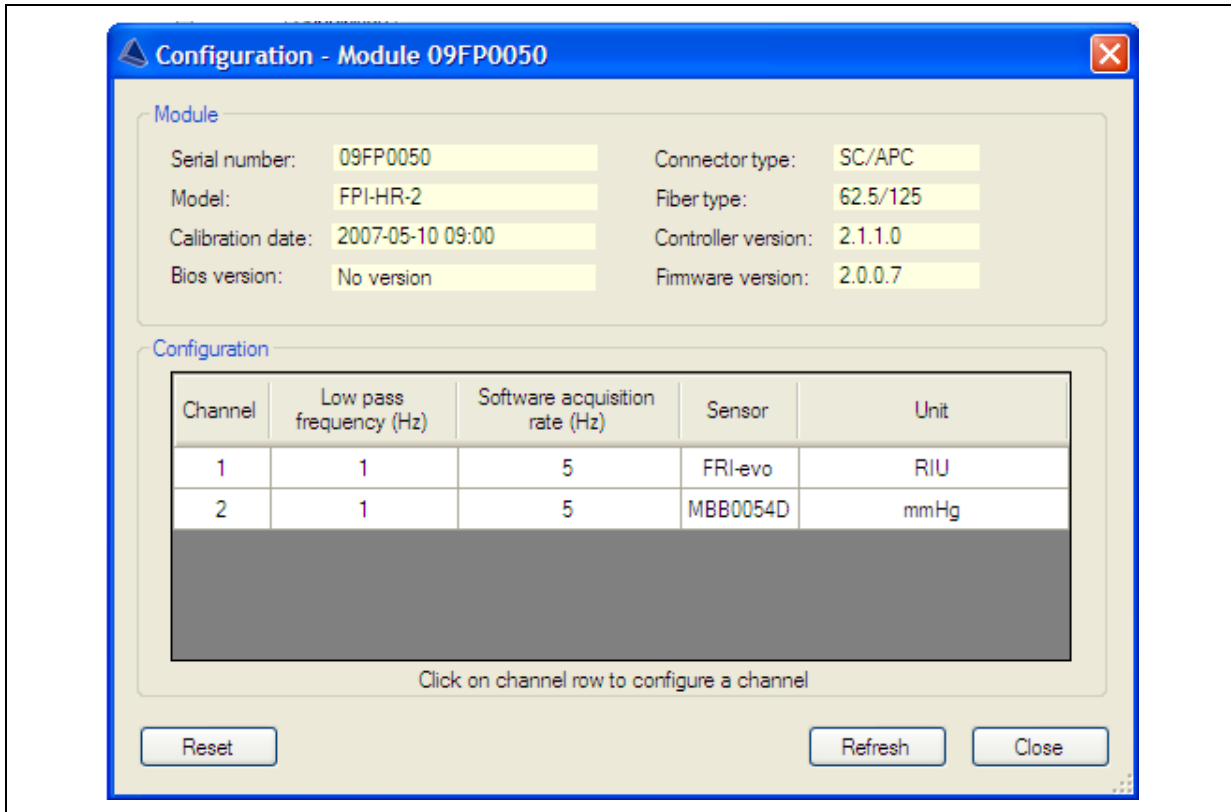 Configuration - Module 09FP0050
Module
Serial number: 09FP0050
Connector type: SC/APC
Model: FPI-HR-2
Fiber type: 62.5/125
Calibration date: 2007-05-10 09:00
Controller version: 2.1.1.0
Bios version: No version
Firmware version: 2.0.0.7
Configuration
Channel Low pass frequency (Hz) Software acquisition rate (Hz) Sensor Unit
1 1 5 FRI-evo RIU
2 1 5 MBB0054D mmHg
Click on channel row to configure a channel
Reset Refresh Close